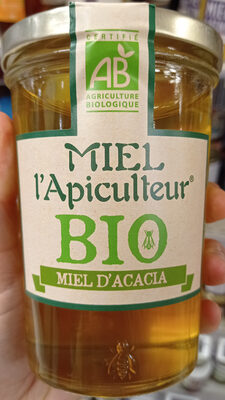 CERTIFIÉ
AB
AGRICULTURE
BIOLOGIQUE
MIEL
l'Apiculteur®
BIO
MIEL D'ACACIA